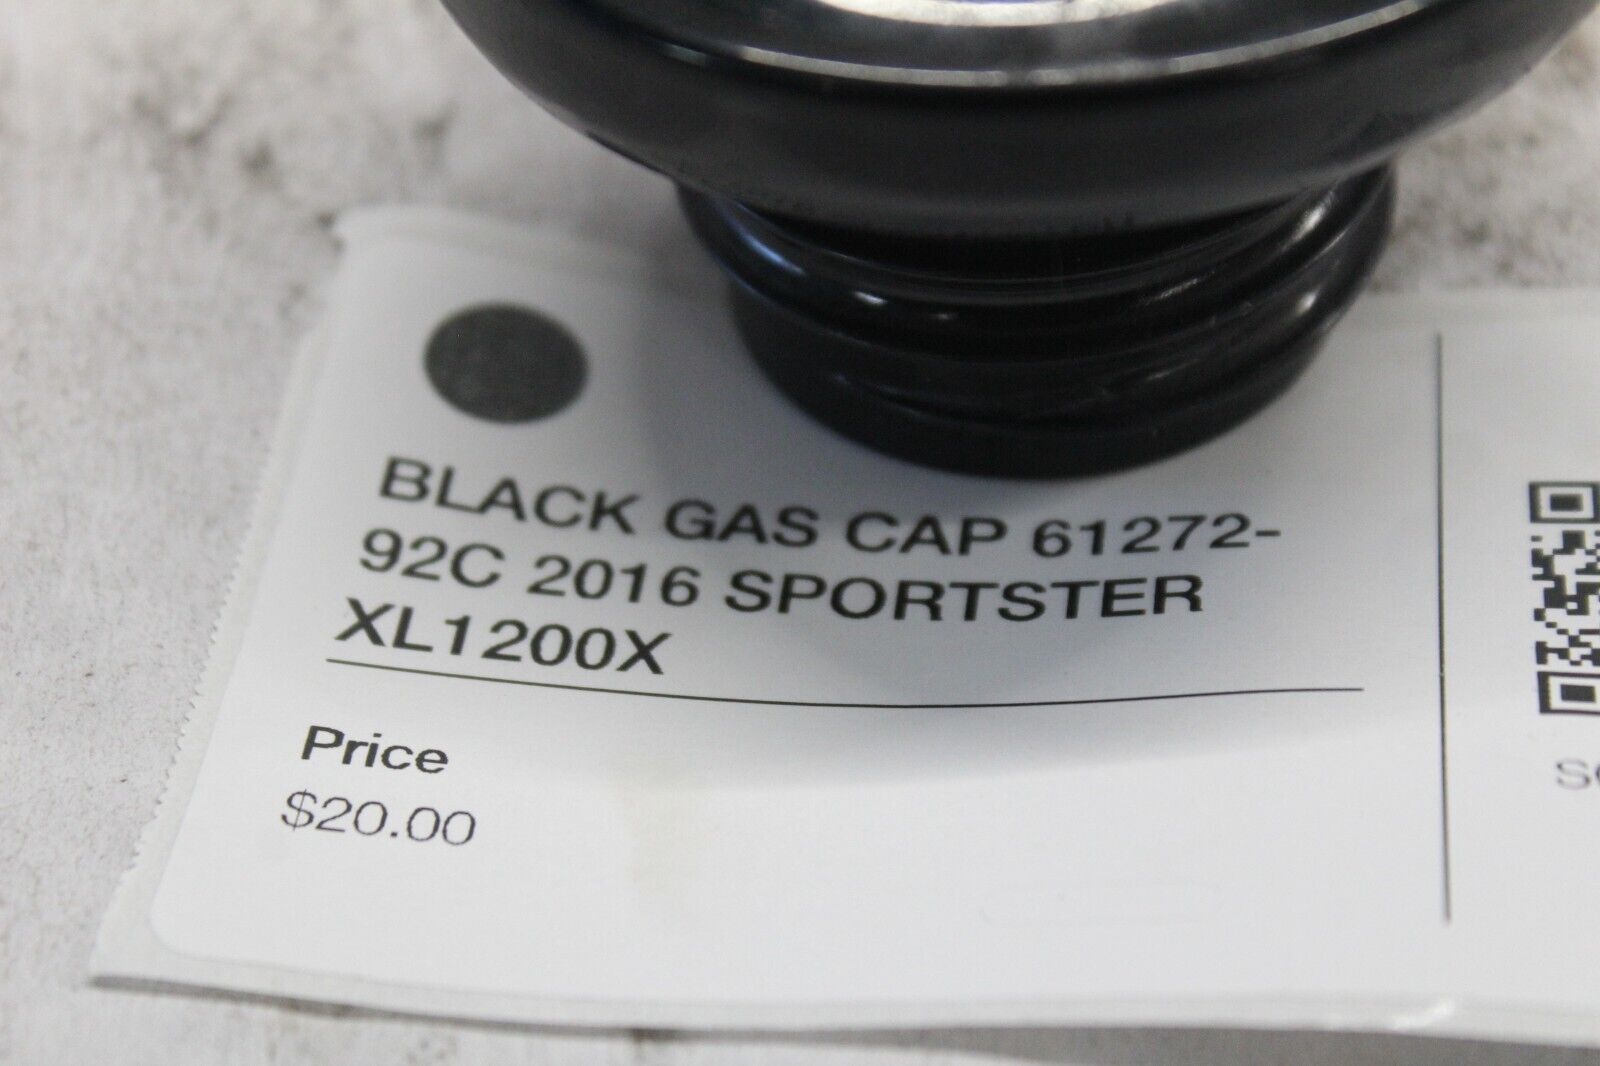 BLACK GAS CAP 61272-
92C 2016 SPORTSTER
XL1200X
Price
$20.00